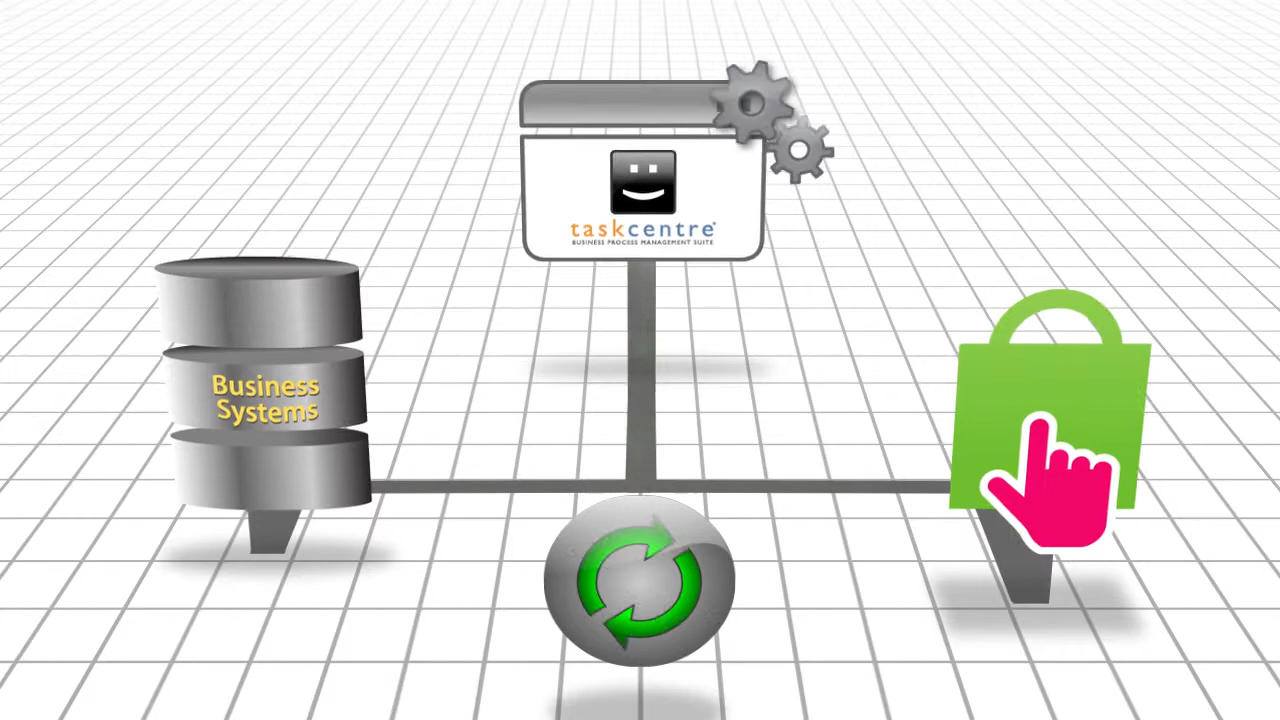 taskcentre®
BUSINESS PROCESS MANAGEMENT SUITE
Business
Systems